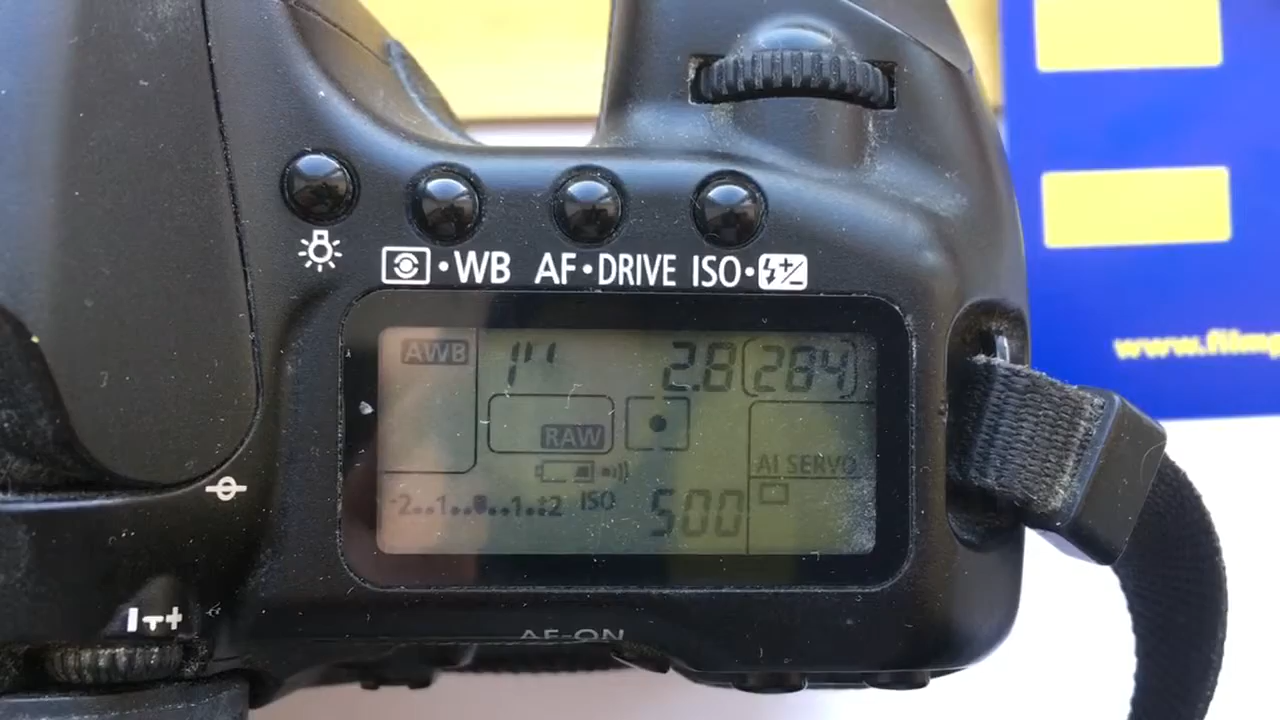 WB AF•DRIVE ISO•
AWB 1" 2.8 [284]
RAW
AI SERVO
-2..1..0..1..+2 ISO 500
AF-ON